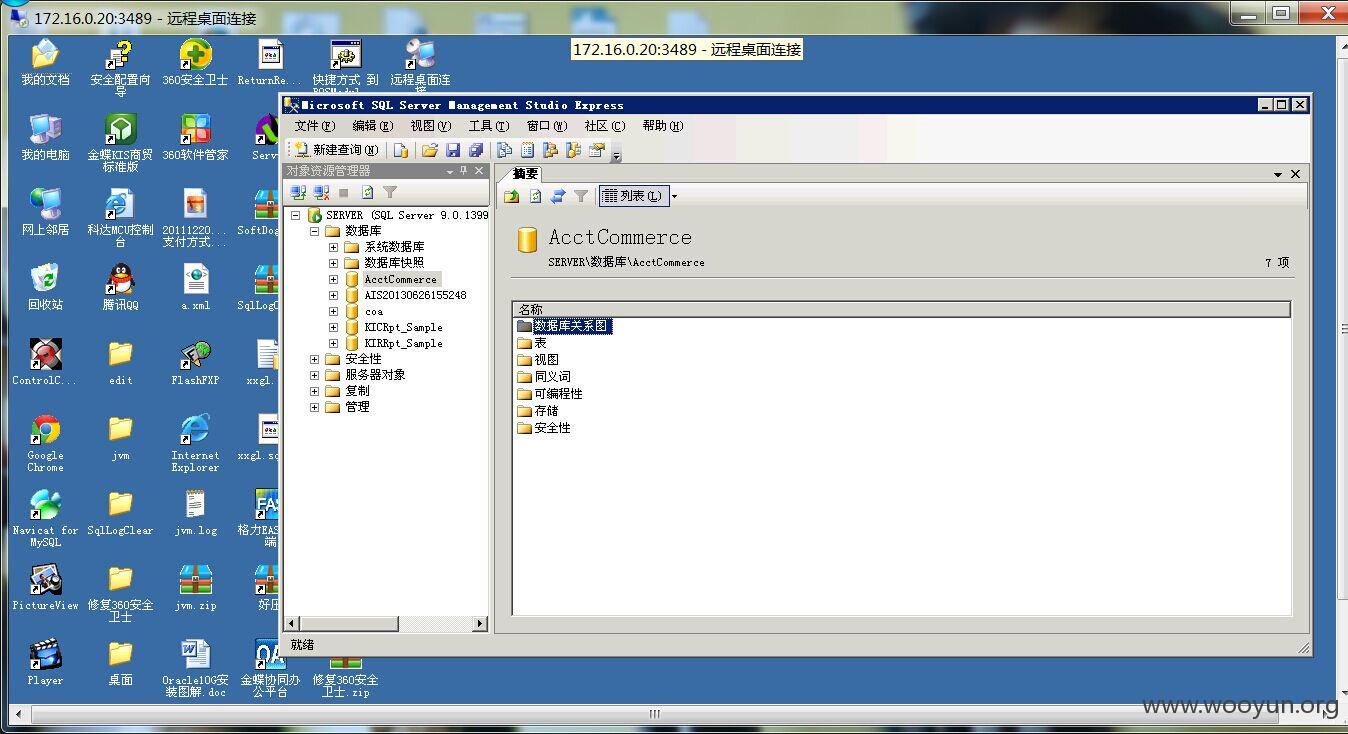 172.16.0.20:3489 - 远程桌面连接
172.16.0.20:3489 - 远程桌面连接
我的文档
安全配置向
导
360安全卫士
ReturnRe...
快捷方式 到
远程桌面连
Microsoft SQL Server Management Studio Express
文件(F) 编辑(E) 视图(V) 工具(T) 窗口(W) 社区(C) 帮助(H)
新建查询(N)
对象资源管理器
摘要
列表(L)
SERVER (SQL Server 9.0.1399
数据库
系统数据库
数据库快照
AcctCommerce
AIS20130626155248
coa
KICRpt_Sample
KIRRpt_Sample
安全性
服务器对象
复制
管理
AcctCommerce
SERVER\数据库\AcctCommerce
7 项
名称
数据库关系图
表
视图
同义词
可编程性
存储
安全性
就绪
我的电脑
金蝶KIS商贸
标准版
360软件管家
Serv
网上邻居
科达MCU控制
台
20111220...
支付方式...
SoftDog
回收站
腾讯QQ
a.xml
SqlLogC
ControlC...
edit
FlashFXP
xxgl.
Google
Chrome
jvm
Internet
Explorer
xxgl.sq
Navicat for
MySQL
SqlLogClear
jvm.log
格力EAS
端
PictureView
修复360安全
卫士
jvm.zip
好压
Player
桌面
Oracle10G安
装图解.doc
金蝶协同办
公平台
修复360安全
卫士.zip
www.wooyun.org